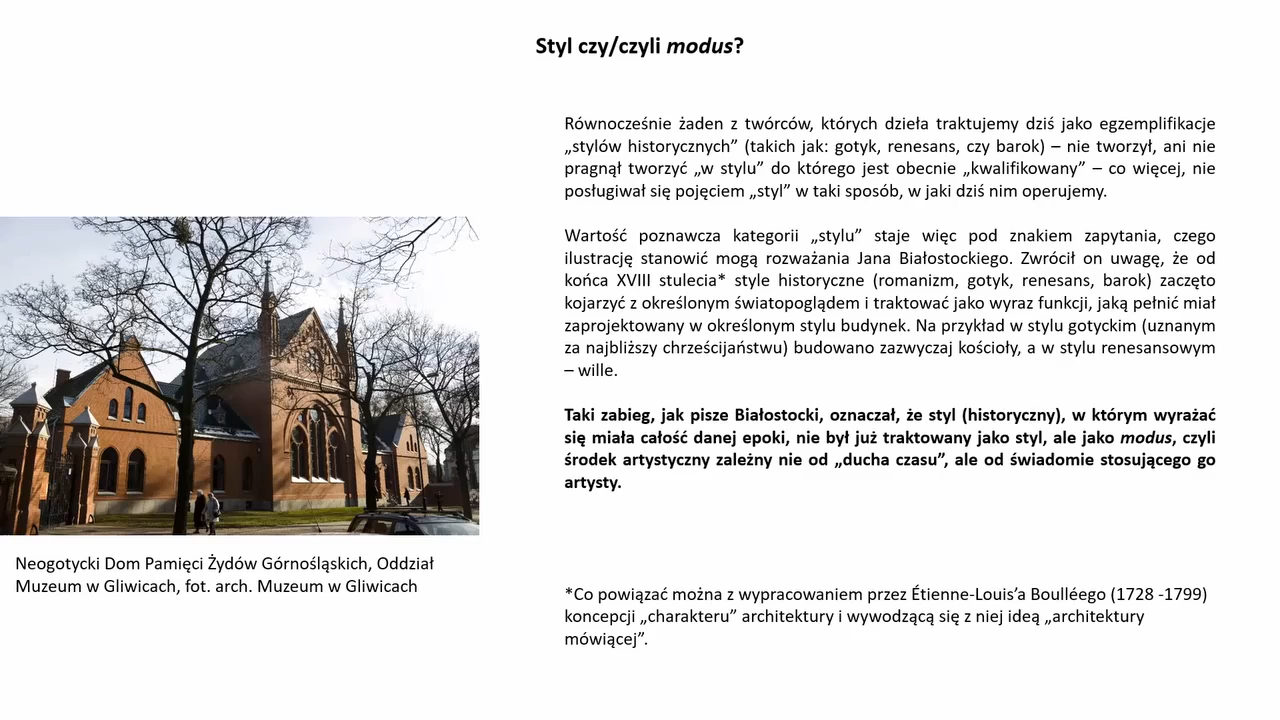 Styl czy/czyli modus?
Równocześnie żaden z twórców, których dzieła traktujemy dziś jako egzemplifikacje
„stylów historycznych” (takich jak: gotyk, renesans, czy barok) – nie tworzył, ani nie
pragnął tworzyć „w stylu” do którego jest obecnie „kwalifikowany” – co więcej, nie
posługiwał się pojęciem „styl” w taki sposób, w jaki dziś nim operujemy.
Wartość poznawcza kategorii „stylu” staje więc pod znakiem zapytania, czego
ilustrację stanowić mogą rozważania Jana Białostockiego. Zwrócił on uwagę, że od
końca XVIII stulecia* style historyczne (romanizm, gotyk, renesans, barok) zaczęto
kojarzyć z określonym światopoglądem i traktować jako wyraz funkcji, jaką pełnić miał
zaprojektowany w określonym stylu budynek. Na przykład w stylu gotyckim (uznanym
za najbliższy chrześcijaństwu) budowano zazwyczaj kościoły, a w stylu renesansowym
– wille.
Taki zabieg, jak pisze Białostocki, oznaczał, że styl (historyczny), w którym wyrażać
się miała całość danej epoki, nie był już traktowany jako styl, ale jako modus, czyli
środek artystyczny zależny nie od „ducha czasu”, ale od świadomie stosującego go
artysty.
Neogotycki Dom Pamięci Żydów Górnośląskich, Oddział
Muzeum w Gliwicach, fot. arch. Muzeum w Gliwicach
*Co powiązać można z wypracowaniem przez Étienne-Louis’a Boulléego (1728 -1799)
koncepcji „charakteru” architektury i wywodzącą się z niej ideą „architektury
mówiącej”.